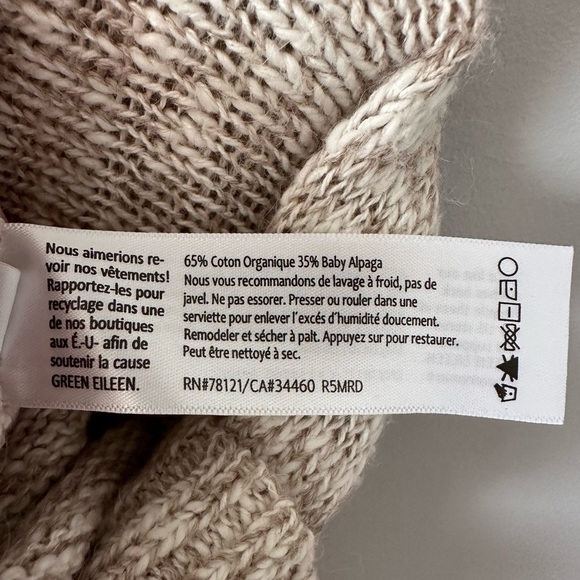 Nous aimerions re-
voir nos vêtements!
Rapportez-les pour
recyclage dans une
de nos boutiques
aux É.-U- afin de
soutenir la cause
GREEN EILEEN.
65% Coton Organique 35% Baby Alpaga
Nous vous recommandons de lavage à froid, pas de
javel. Ne pas essorer. Presser ou rouler dans une
serviette pour enlever l'excés d'humidité doucement.
Remodeler et sécher à palt. Appuyez sur pour restaurer.
Peut être nettoyé à sec.
RN#78121/CA#34460 R5MRD